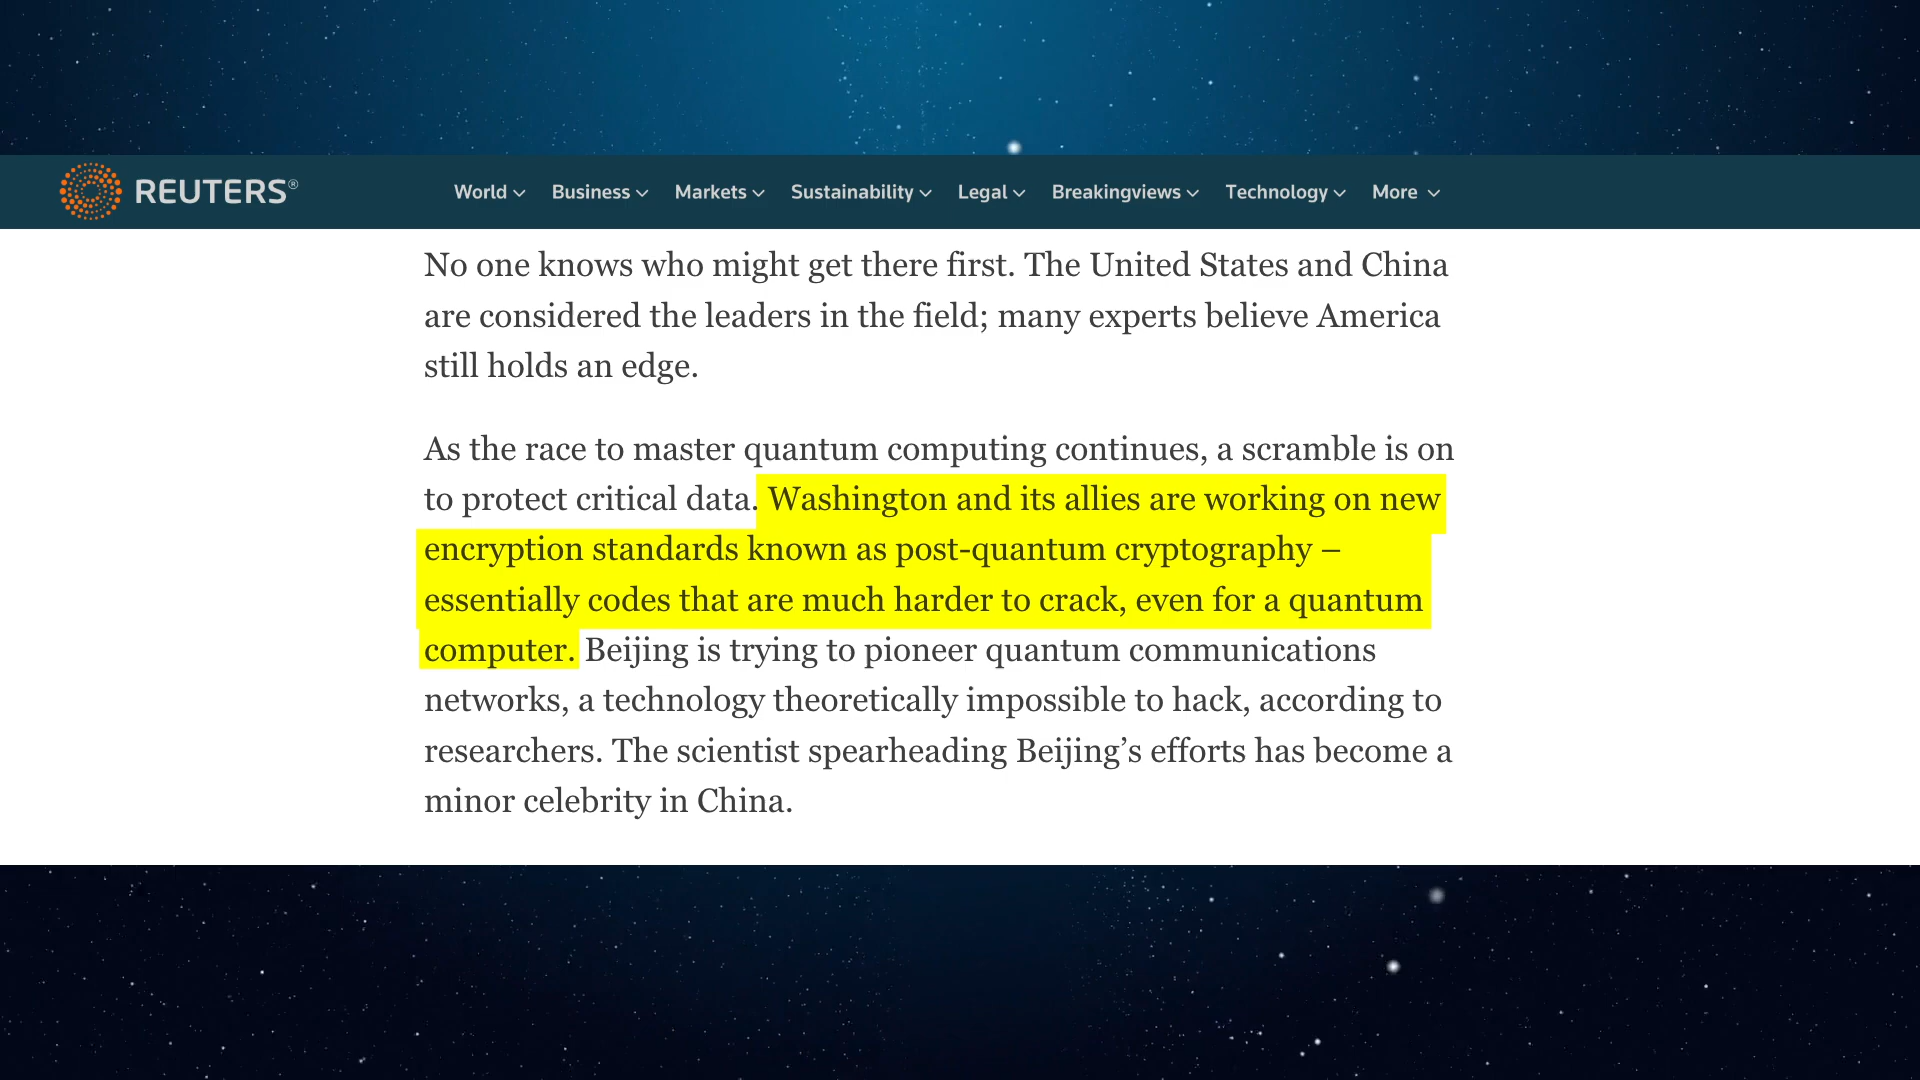 REUTERS®
World Business Markets Sustainability Legal Breakingviews Technology More
No one knows who might get there first. The United States and China
are considered the leaders in the field; many experts believe America
still holds an edge.
As the race to master quantum computing continues, a scramble is on
to protect critical data. Washington and its allies are working on new
encryption standards known as post-quantum cryptography –
essentially codes that are much harder to crack, even for a quantum
computer. Beijing is trying to pioneer quantum communications
networks, a technology theoretically impossible to hack, according to
researchers. The scientist spearheading Beijing’s efforts has become a
minor celebrity in China.